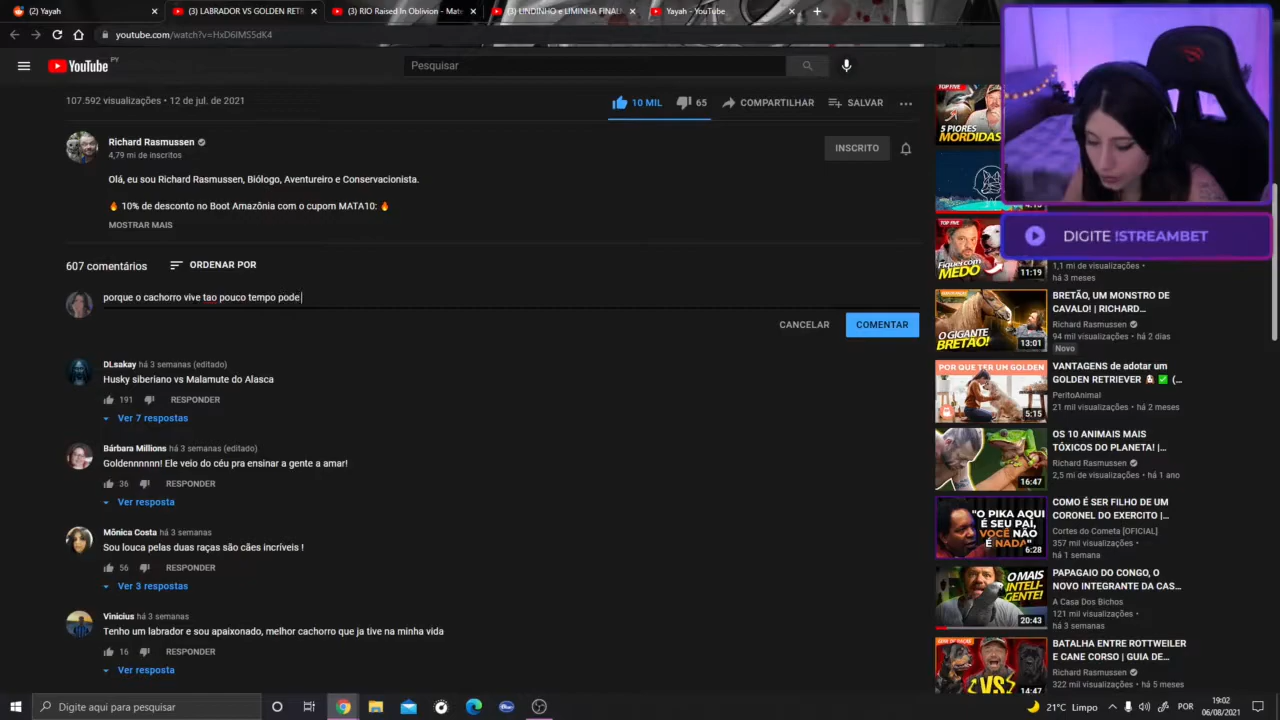 (2) Yayah
(3) LABRADOR VS GOLDEN RETR
(3) RIO Raised In Oblivion - Mate
(3) LINDINHO e LIMINHA FINAL
Yayah - YouTube
youtube.com/watch?v=HxD6IMS5dK4
YouTube
PY
Pesquisar
107.592 visualizações • 12 de jul. de 2021
10 MIL
65
COMPARTILHAR
SALVAR
Richard Rasmussen
4,79 mi de inscritos
INSCRITO
Olá, eu sou Richard Rasmussen, Biólogo, Aventureiro e Conservacionista.
10% de desconto no Boot Amazônia com o cupom MATA10:
MOSTRAR MAIS
607 comentários
ORDENAR POR
porque o cachorro vive tao pouco tempo pode
CANCELAR
COMENTAR
DLsakay há 3 semanas (editado)
Husky siberiano vs Malamute do Alasca
191
RESPONDER
Ver 7 respostas
Bárbara Millions há 3 semanas (editado)
Goldennnnnn! Ele veio do céu pra ensinar a gente a amar!
36
RESPONDER
Ver resposta
Mônica Costa há 3 semanas
Sou louca pelas duas raças são cães incríveis !
56
RESPONDER
Ver 3 respostas
Vinicius há 3 semanas
Tenho um labrador e sou apaixonado, melhor cachorro que ja tive na minha vida
16
RESPONDER
Ver resposta
TOP FIVE
5 PIORES
MORDIDAS
DIGITE !STREAMBET
TOP FIVE
Fiquei com
MEDO
11:19
1,1 mi de visualizações •
há 3 meses
O GIGANTE
BRETÃO!
13:01
BRETÃO, UM MONSTRO DE
CAVALO! | RICHARD...
Richard Rasmussen
94 mil visualizações • há 2 dias
Novo
POR QUE TER UM GOLDEN
5:15
VANTAGENS de adotar um
GOLDEN RETRIEVER (...
PeritoAnimal
21 mil visualizações • há 2 meses
16:47
OS 10 ANIMAIS MAIS
TÓXICOS DO PLANETA! |...
Richard Rasmussen
2,5 mi de visualizações • há 1 ano
"O PIKA AQUI
É SEU PAI,
VOCÊ NÃO
É NADA"
6:28
COMO É SER FILHO DE UM
CORONEL DO EXERCITO |...
Cortes do Cometa [OFICIAL]
357 mil visualizações •
há 1 semana
O MAIS
INTELI-
GENTE!
20:43
PAPAGAIO DO CONGO, O
NOVO INTEGRANTE DA CAS...
A Casa Dos Bichos
121 mil visualizações •
há 3 semanas
VS
14:47
BATALHA ENTRE ROTTWEILER
E CANE CORSO | GUIA DE...
Richard Rasmussen
322 mil visualizações • há 5 meses
Digite aqui para pesquisar
21°C Limpo
POR
19:02
06/08/2021